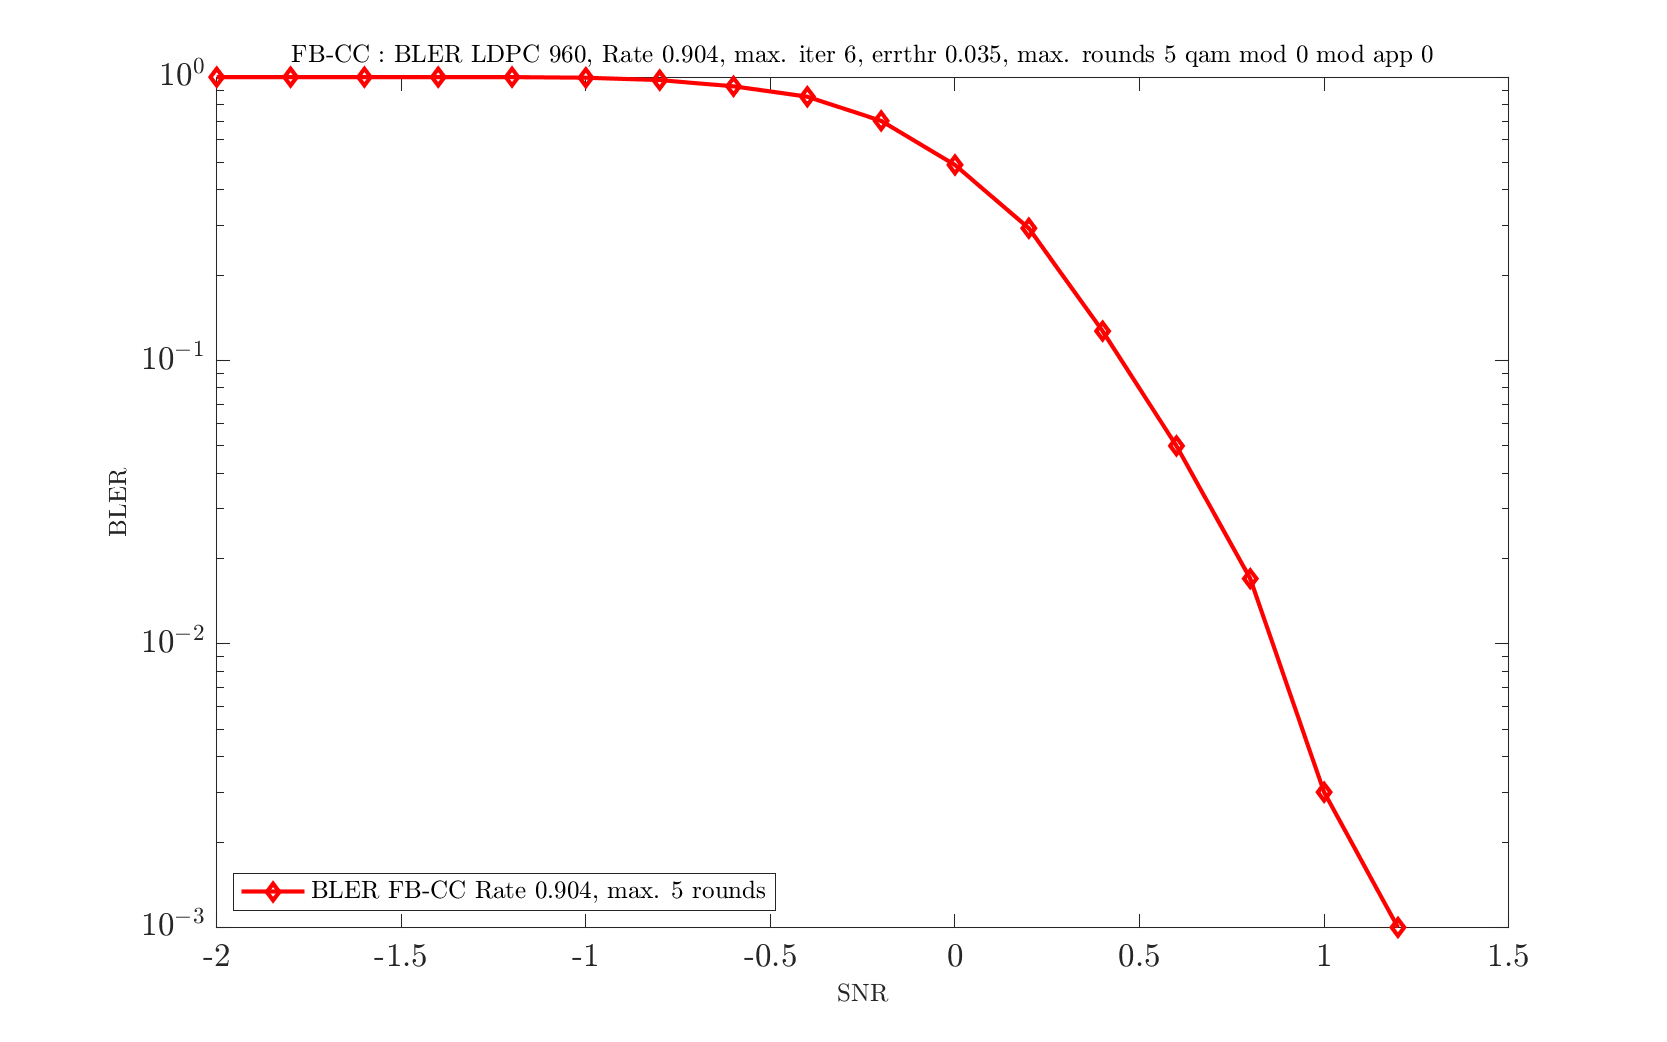 FB-CC : BLER LDPC 960, Rate 0.904, max. iter 6, errthr 0.035, max. rounds 5 qam mod 0 mod app 0
10^0
10^-1
10^-2
10^-3
BLER
BLER FB-CC Rate 0.904, max. 5 rounds
-2 -1.5 -1 -0.5 0 0.5 1 1.5
SNR